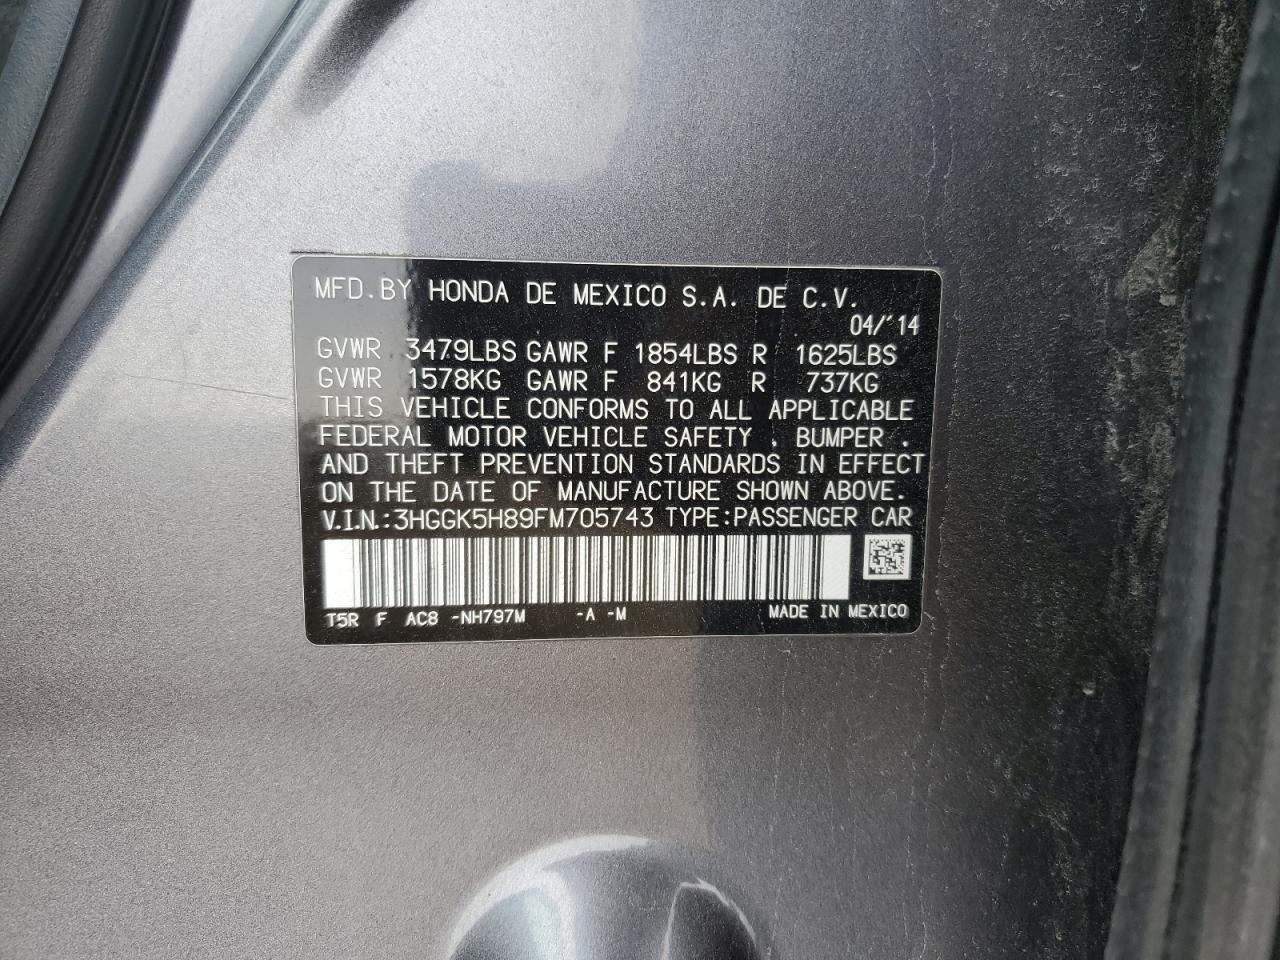 MFD.BY HONDA DE MEXICO S.A. DE C.V.
04/'14
GVWR 3479LBS GAWR F 1854LBS R 1625LBS
GVWR 1578KG GAWR F 841KG R 737KG
THIS VEHICLE CONFORMS TO ALL APPLICABLE
FEDERAL MOTOR VEHICLE SAFETY , BUMPER ,
AND THEFT PREVENTION STANDARDS IN EFFECT
ON THE DATE OF MANUFACTURE SHOWN ABOVE.
V.I.N.:3HGGK5H89FM705743 TYPE:PASSENGER CAR
T5R F AC8 -NH797M -A -M MADE IN MEXICO